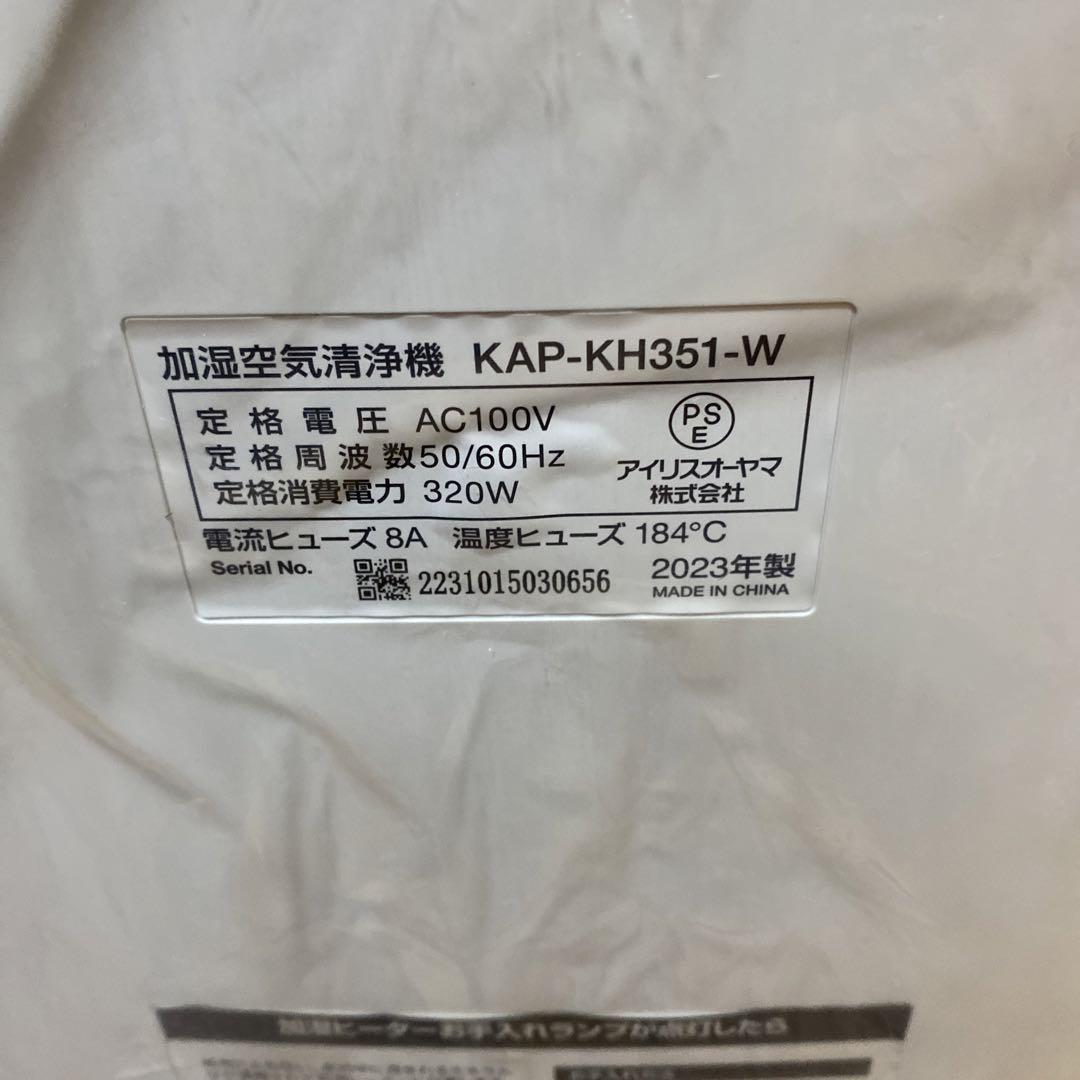 加湿空気清浄機 KAP-KH351-W
定格電圧 AC100V
定格周波数50/60Hz
定格消費電力 320W
PS
E
アイリスオーヤマ
株式会社
電流ヒューズ 8A 温度ヒューズ 184°C
Serial No. 2231015030656 2023年製
MADE IN CHINA
加湿ヒーターお手入れランプが点灯したら